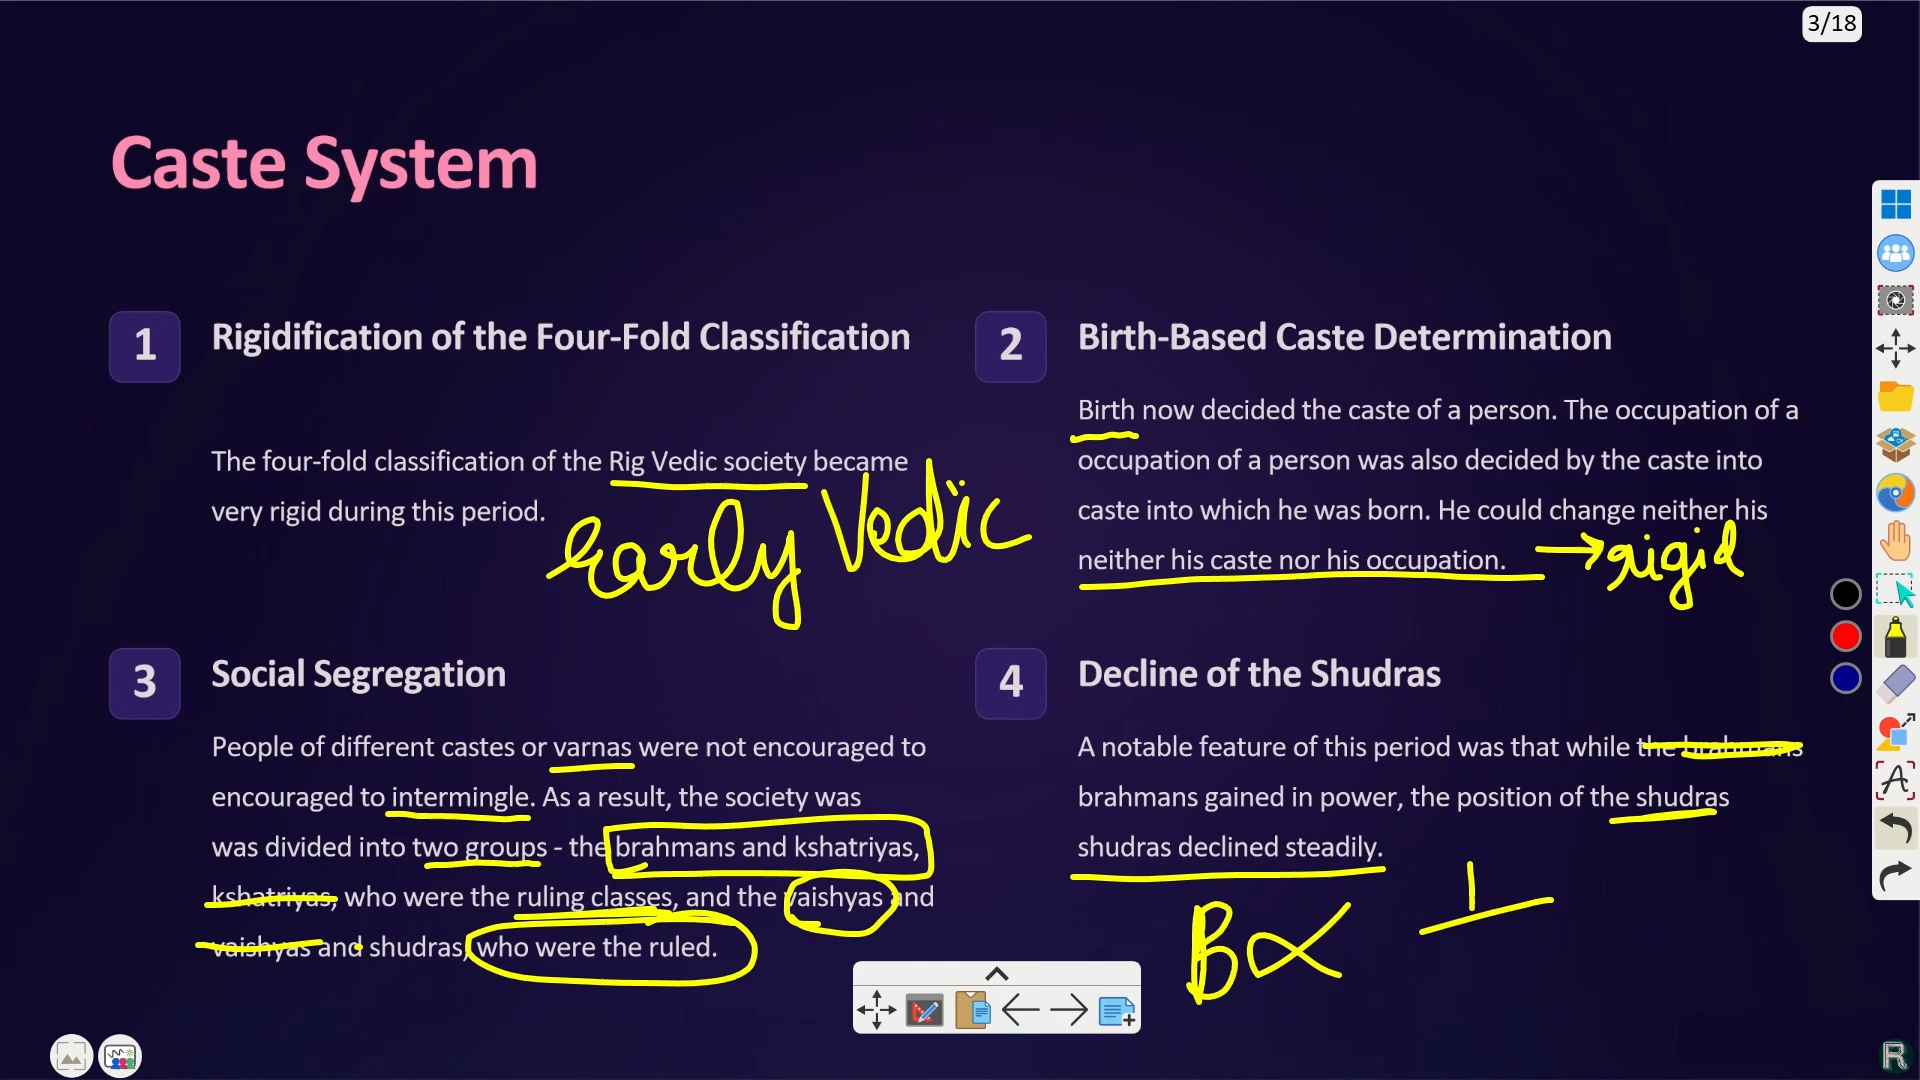 3/18
Caste System
1
Rigidification of the Four-Fold Classification
The four-fold classification of the Rig Vedic society became
very rigid during this period.
Early Vedic
2
Birth-Based Caste Determination
Birth now decided the caste of a person. The occupation of a
occupation of a person was also decided by the caste into
caste into which he was born. He could change neither his
neither his caste nor his occupation.
→ rigid
3
Social Segregation
People of different castes or varnas were not encouraged to
encouraged to intermingle. As a result, the society was
was divided into two groups - the brahmans and kshatriyas,
kshatriyas, who were the ruling classes, and the vaishyas and
vaishyas and shudras, who were the ruled.
4
Decline of the Shudras
A notable feature of this period was that while the brahmans
brahmans gained in power, the position of the shudras
shudras declined steadily.
B ∝ 1
A
R